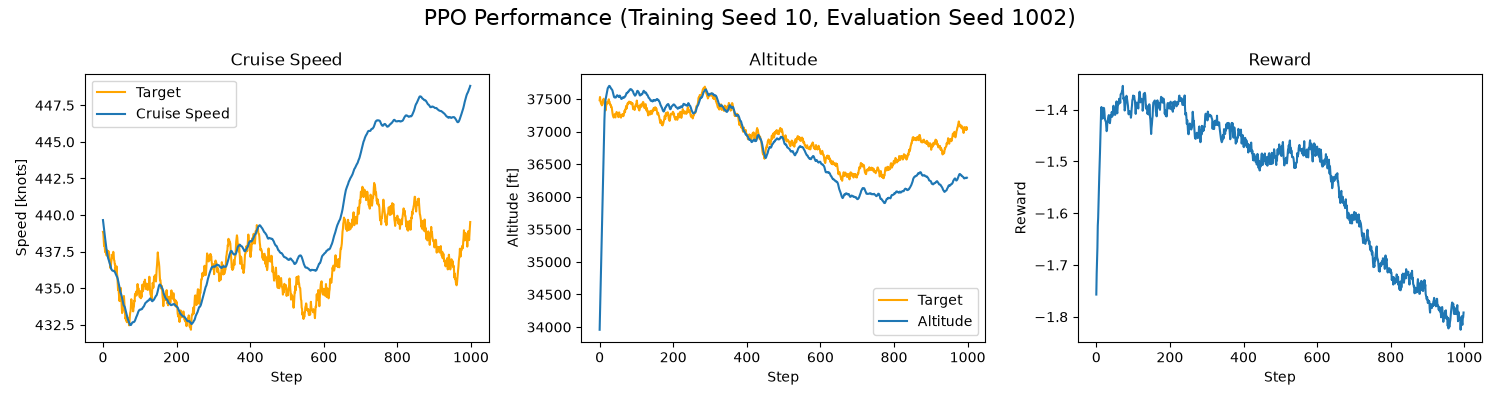 PPO Performance (Training Seed 10, Evaluation Seed 1002)
Cruise Speed
Speed [knots]
447.5
445.0
442.5
440.0
437.5
435.0
432.5
Target
Cruise Speed
0 200 400 600 800 1000
Step
Altitude
Altitude [ft]
37500
37000
36500
36000
35500
35000
34500
34000
Target
Altitude
0 200 400 600 800 1000
Step
Reward
Reward
−1.4
−1.5
−1.6
−1.7
−1.8
0 200 400 600 800 1000
Step